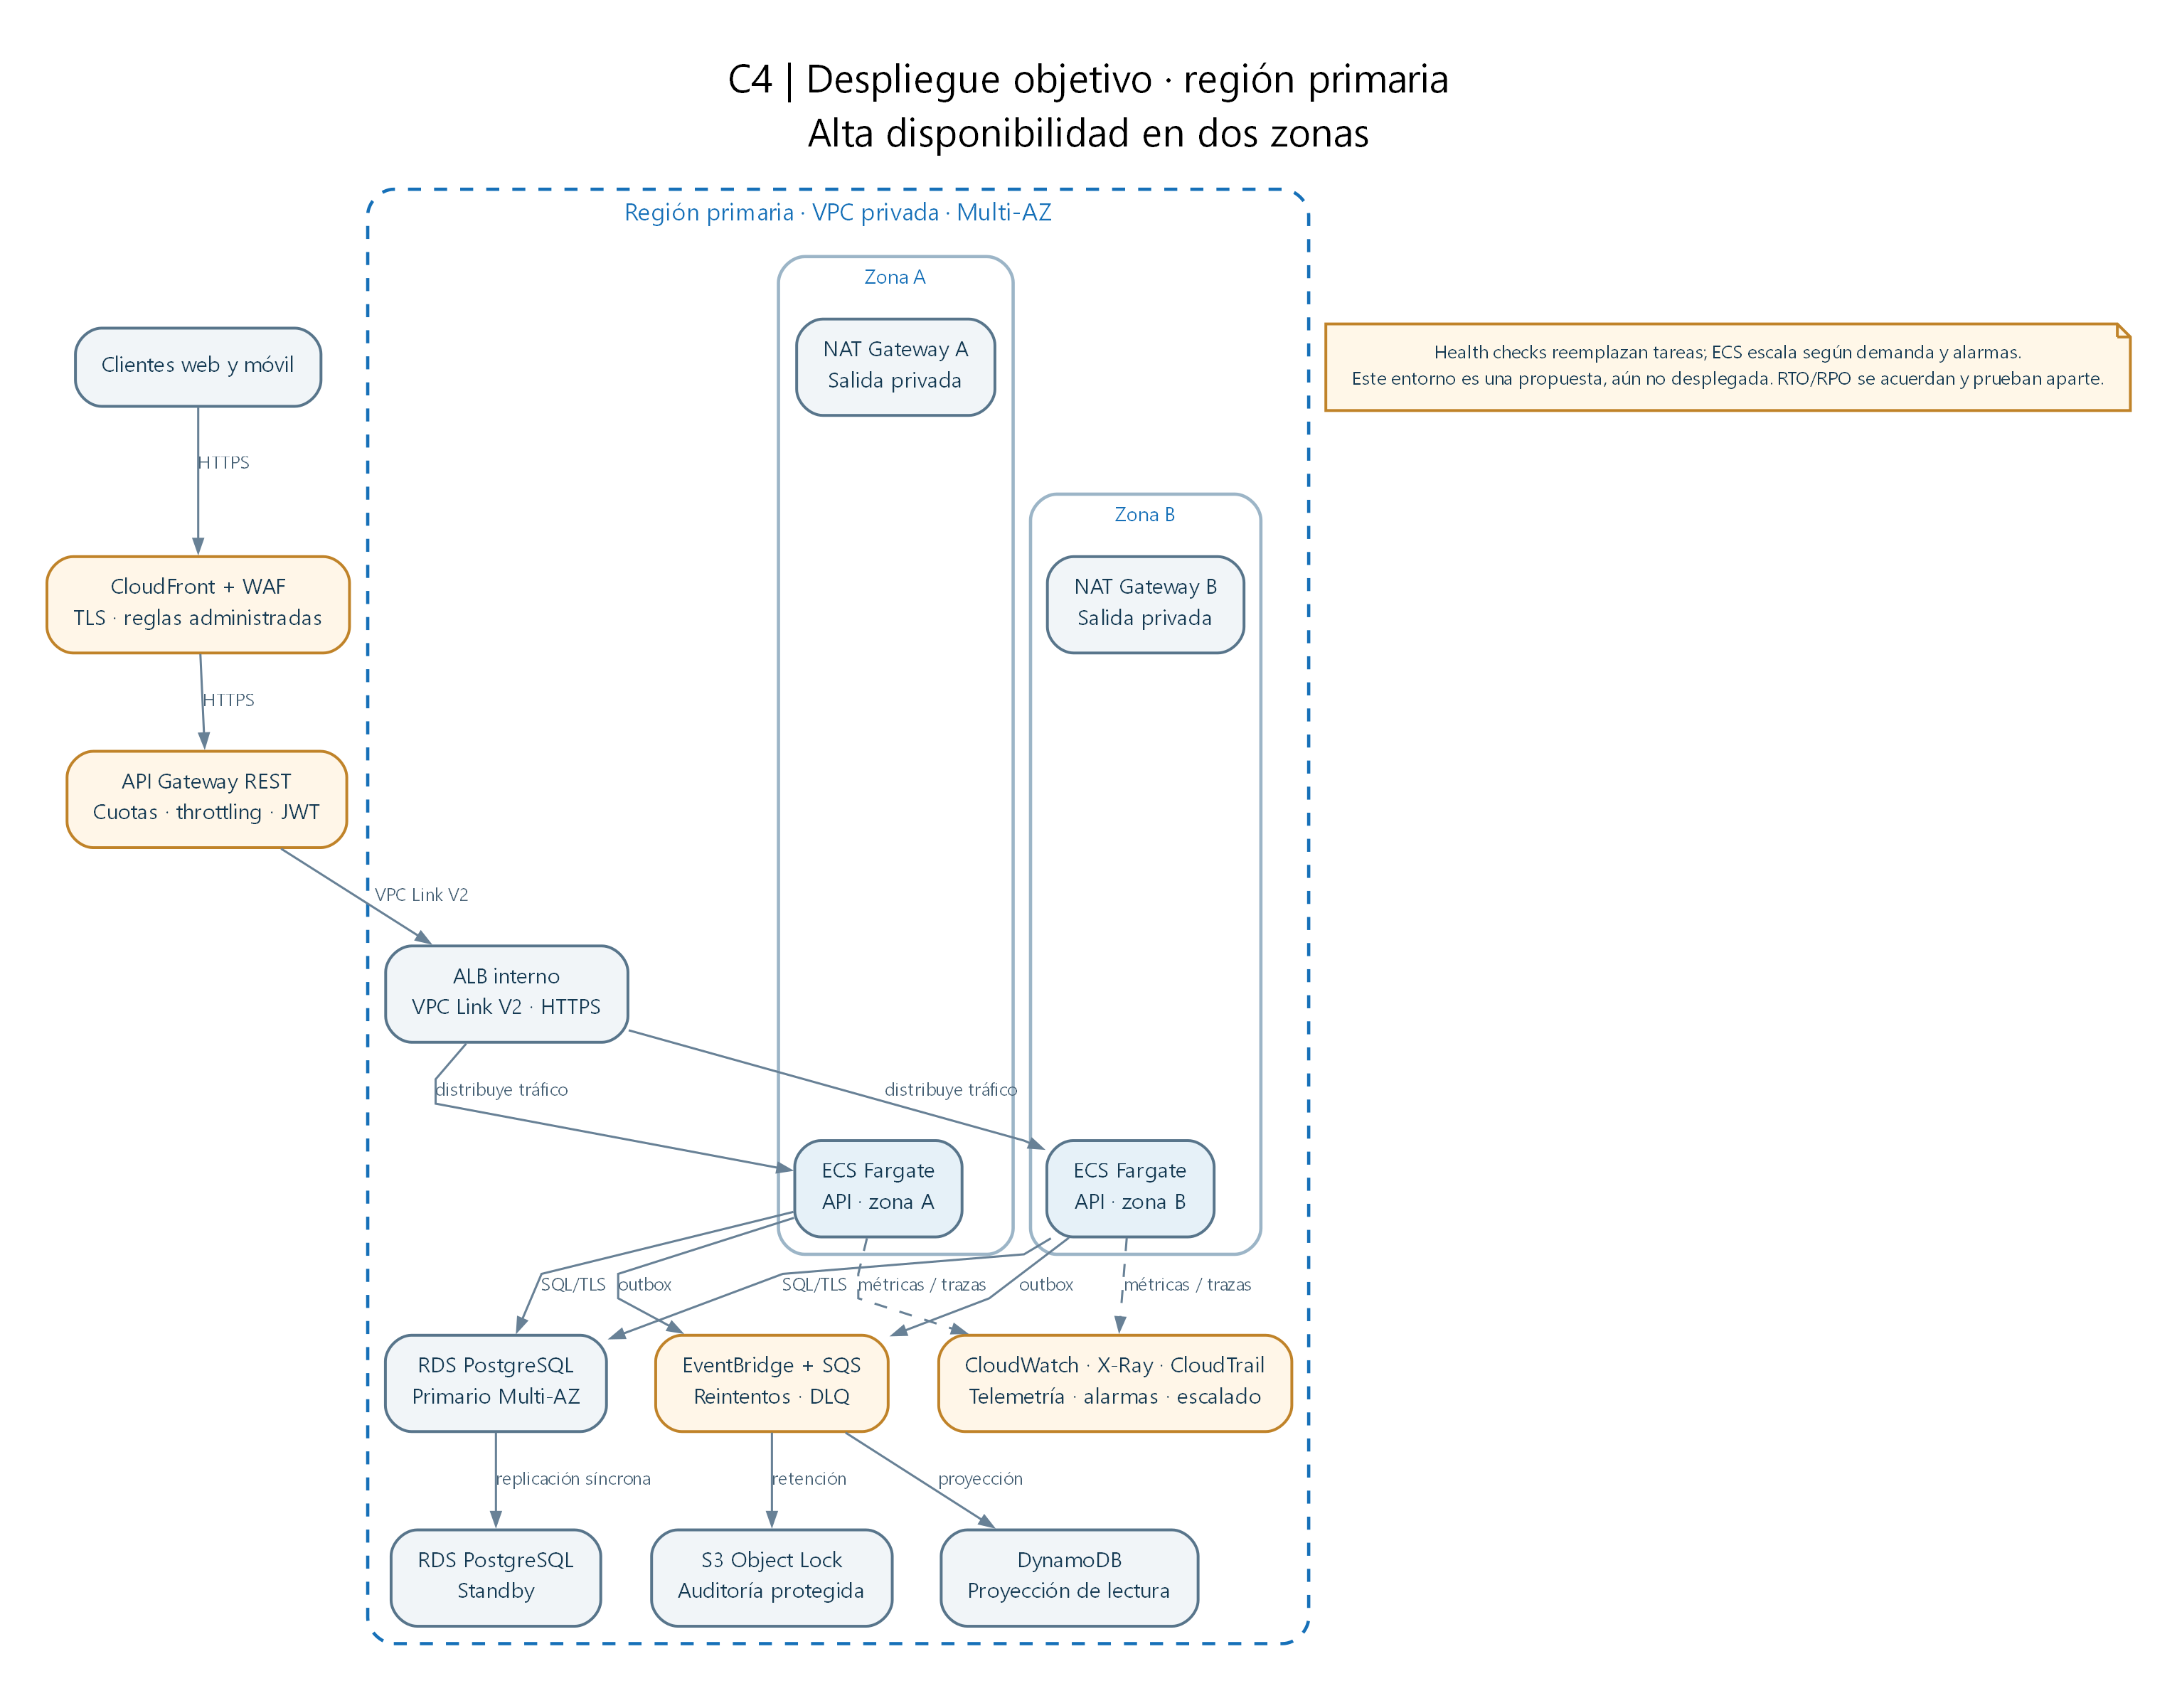 C4 | Despliegue objetivo · región primaria
Alta disponibilidad en dos zonas
Región primaria · VPC privada · Multi-AZ
Zona A
NAT Gateway A
Salida privada
Clientes web y móvil
Health checks reemplazan tareas; ECS escala según demanda y alarmas.
Este entorno es una propuesta, aún no desplegada. RTO/RPO se acuerdan y prueban aparte.
HTTPS
Zona B
CloudFront + WAF
TLS · reglas administradas
NAT Gateway B
Salida privada
HTTPS
API Gateway REST
Cuotas · throttling · JWT
VPC Link V2
ALB interno
VPC Link V2 · HTTPS
distribuye tráfico
distribuye tráfico
ECS Fargate
API · zona A
ECS Fargate
API · zona B
SQL/TLS
outbox
SQL/TLS
métricas / trazas
outbox
métricas / trazas
RDS PostgreSQL
Primario Multi-AZ
EventBridge + SQS
Reintentos · DLQ
CloudWatch · X-Ray · CloudTrail
Telemetría · alarmas · escalado
replicación síncrona
retención
proyección
RDS PostgreSQL
Standby
S3 Object Lock
Auditoría protegida
DynamoDB
Proyección de lectura